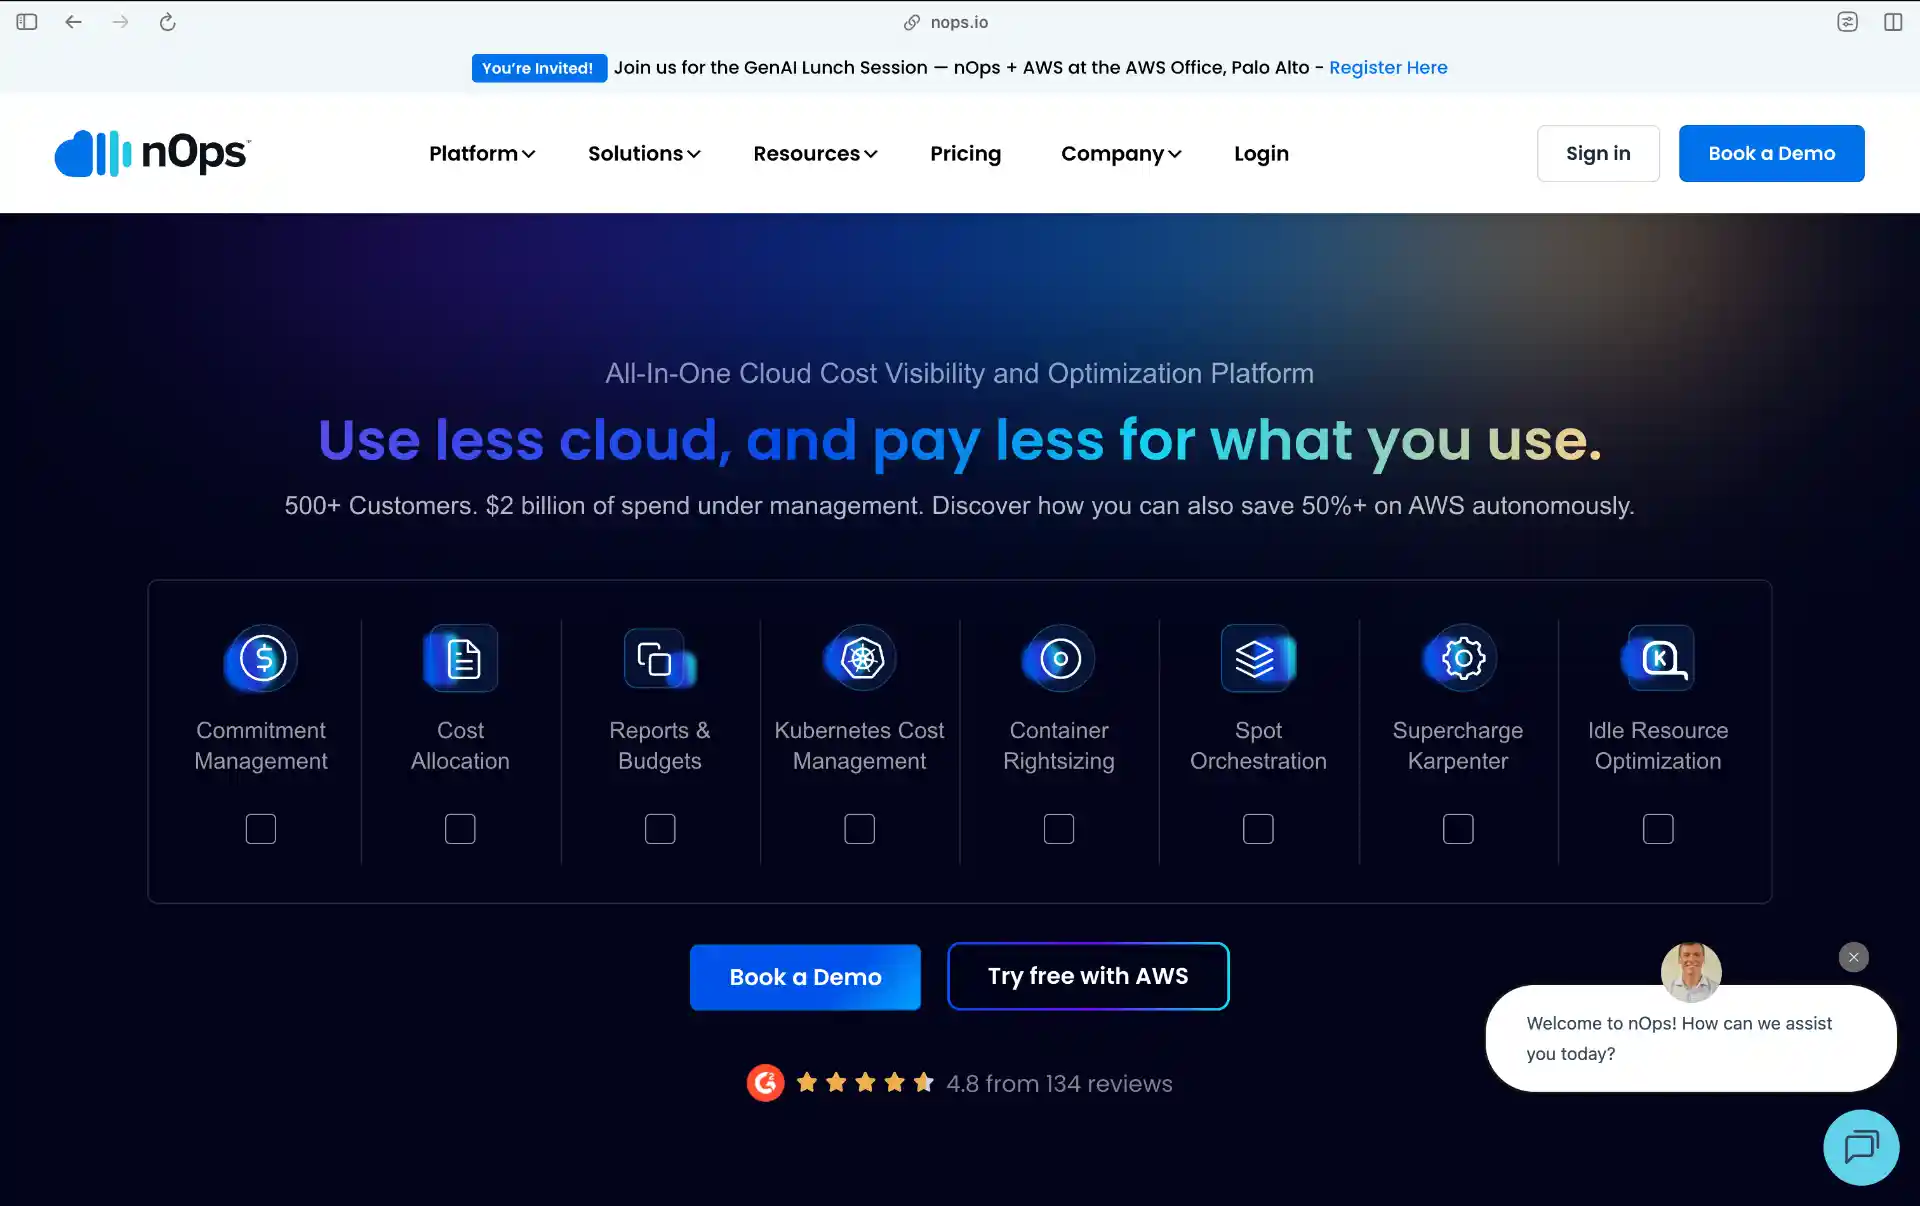 nops.io
You're Invited! Join us for the GenAI Lunch Session — nOps + AWS at the AWS Office, Palo Alto - Register Here
nOps
Platform
Solutions
Resources
Pricing
Company
Login
Sign in
Book a Demo
All-In-One Cloud Cost Visibility and Optimization Platform
Use less cloud, and pay less for what you use.
500+ Customers. $2 billion of spend under management. Discover how you can also save 50%+ on AWS autonomously.
Commitment
Management
Cost
Allocation
Reports &
Budgets
Kubernetes Cost
Management
Container
Rightsizing
Spot
Orchestration
Supercharge
Karpenter
Idle Resource
Optimization
Book a Demo
Try free with AWS
4.8 from 134 reviews
Welcome to nOps! How can we assist
you today?